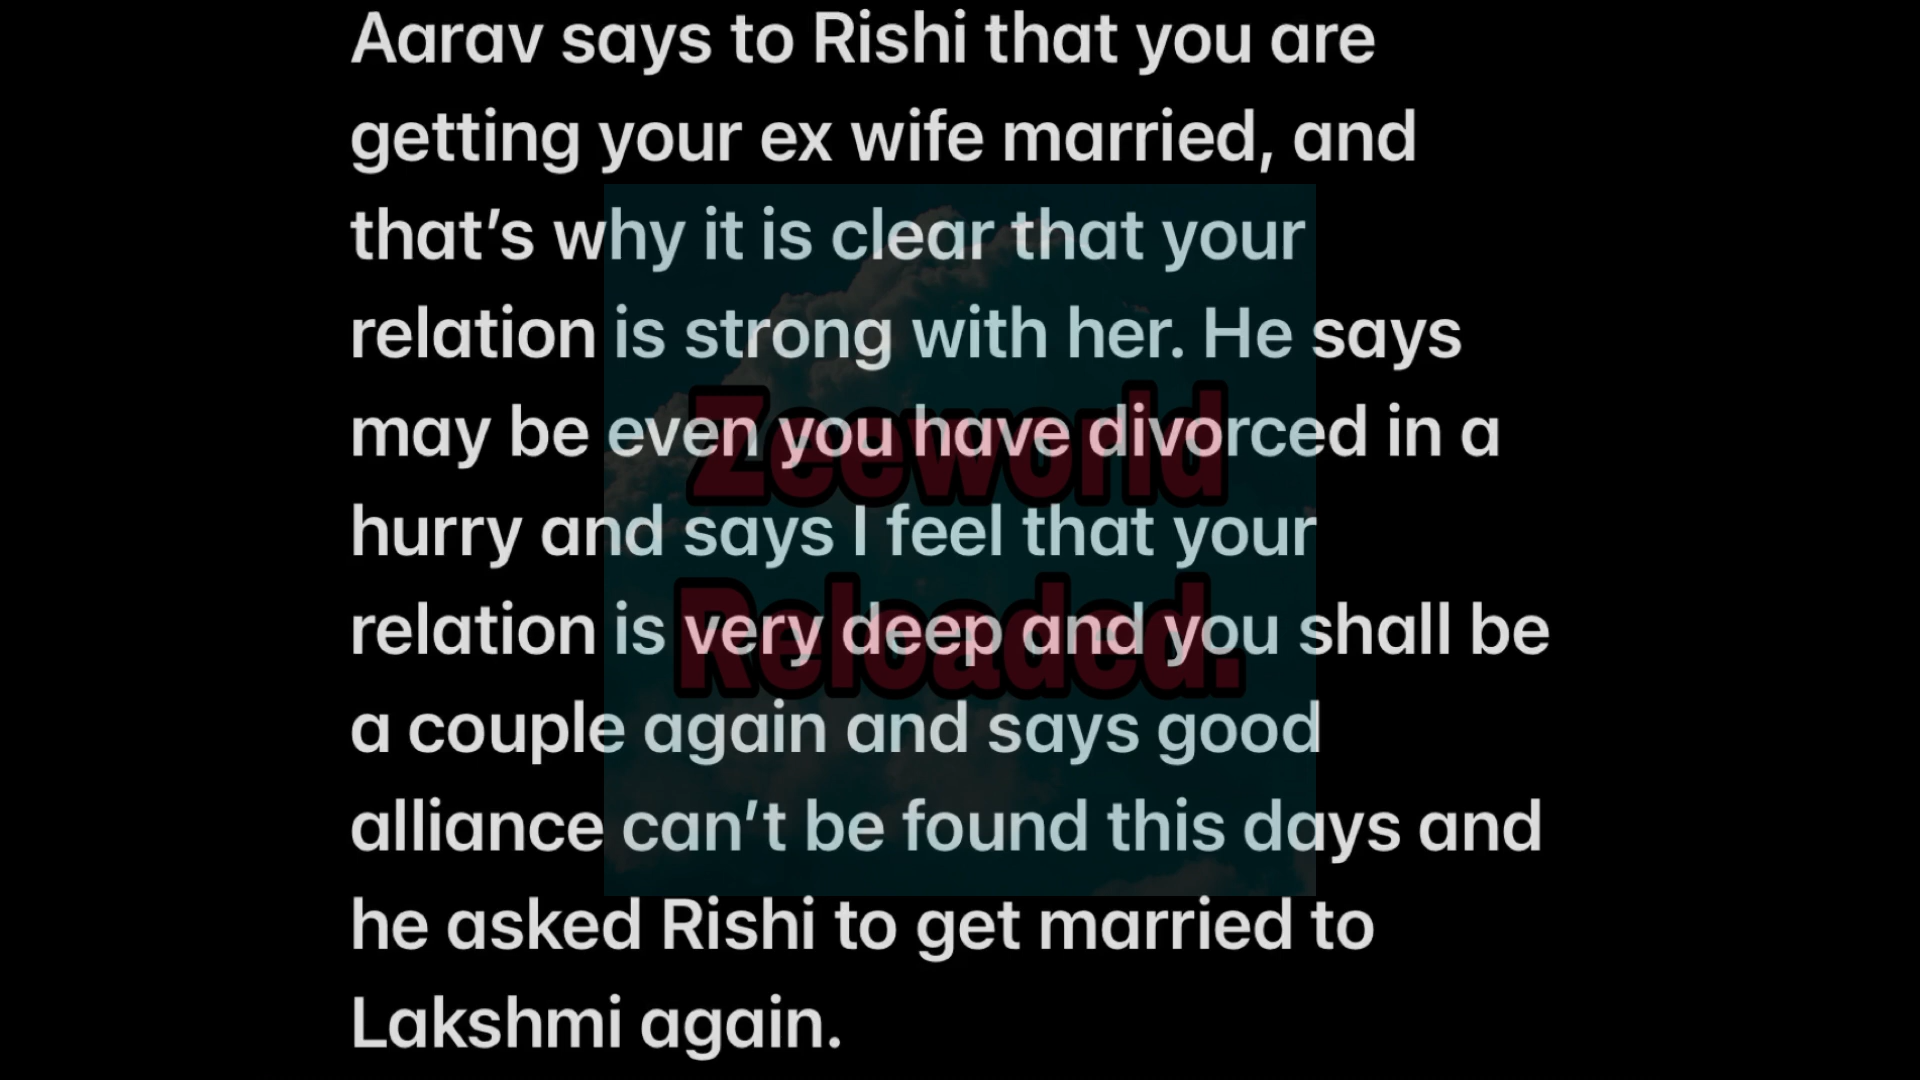 Aarav says to Rishi that you are
getting your ex wife married, and
that’s why it is clear that your
relation is strong with her. He says
may be even you have divorced in a
hurry and says I feel that your
relation is very deep and you shall be
a couple again and says good
alliance can’t be found this days and
he asked Rishi to get married to
Lakshmi again.
Zeeworld
Reloaded.